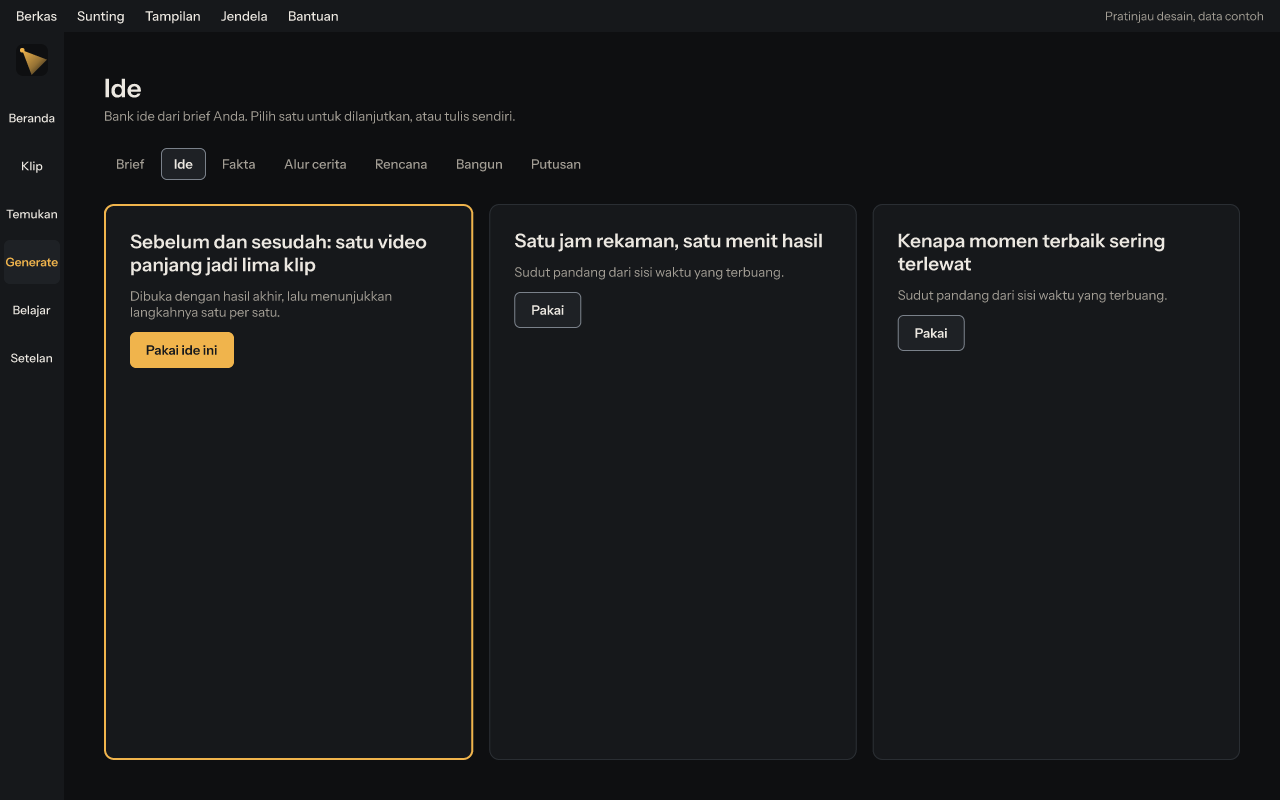 Berkas Sunting Tampilan Jendela Bantuan
Pratinjau desain, data contoh
Beranda
Klip
Temukan
Generate
Belajar
Setelan
Ide
Bank ide dari brief Anda. Pilih satu untuk dilanjutkan, atau tulis sendiri.
Brief Ide Fakta Alur cerita Rencana Bangun Putusan
Sebelum dan sesudah: satu video
panjang jadi lima klip
Dibuka dengan hasil akhir, lalu menunjukkan
langkahnya satu per satu.
Pakai ide ini
Satu jam rekaman, satu menit hasil
Sudut pandang dari sisi waktu yang terbuang.
Pakai
Kenapa momen terbaik sering
terlewat
Sudut pandang dari sisi waktu yang terbuang.
Pakai